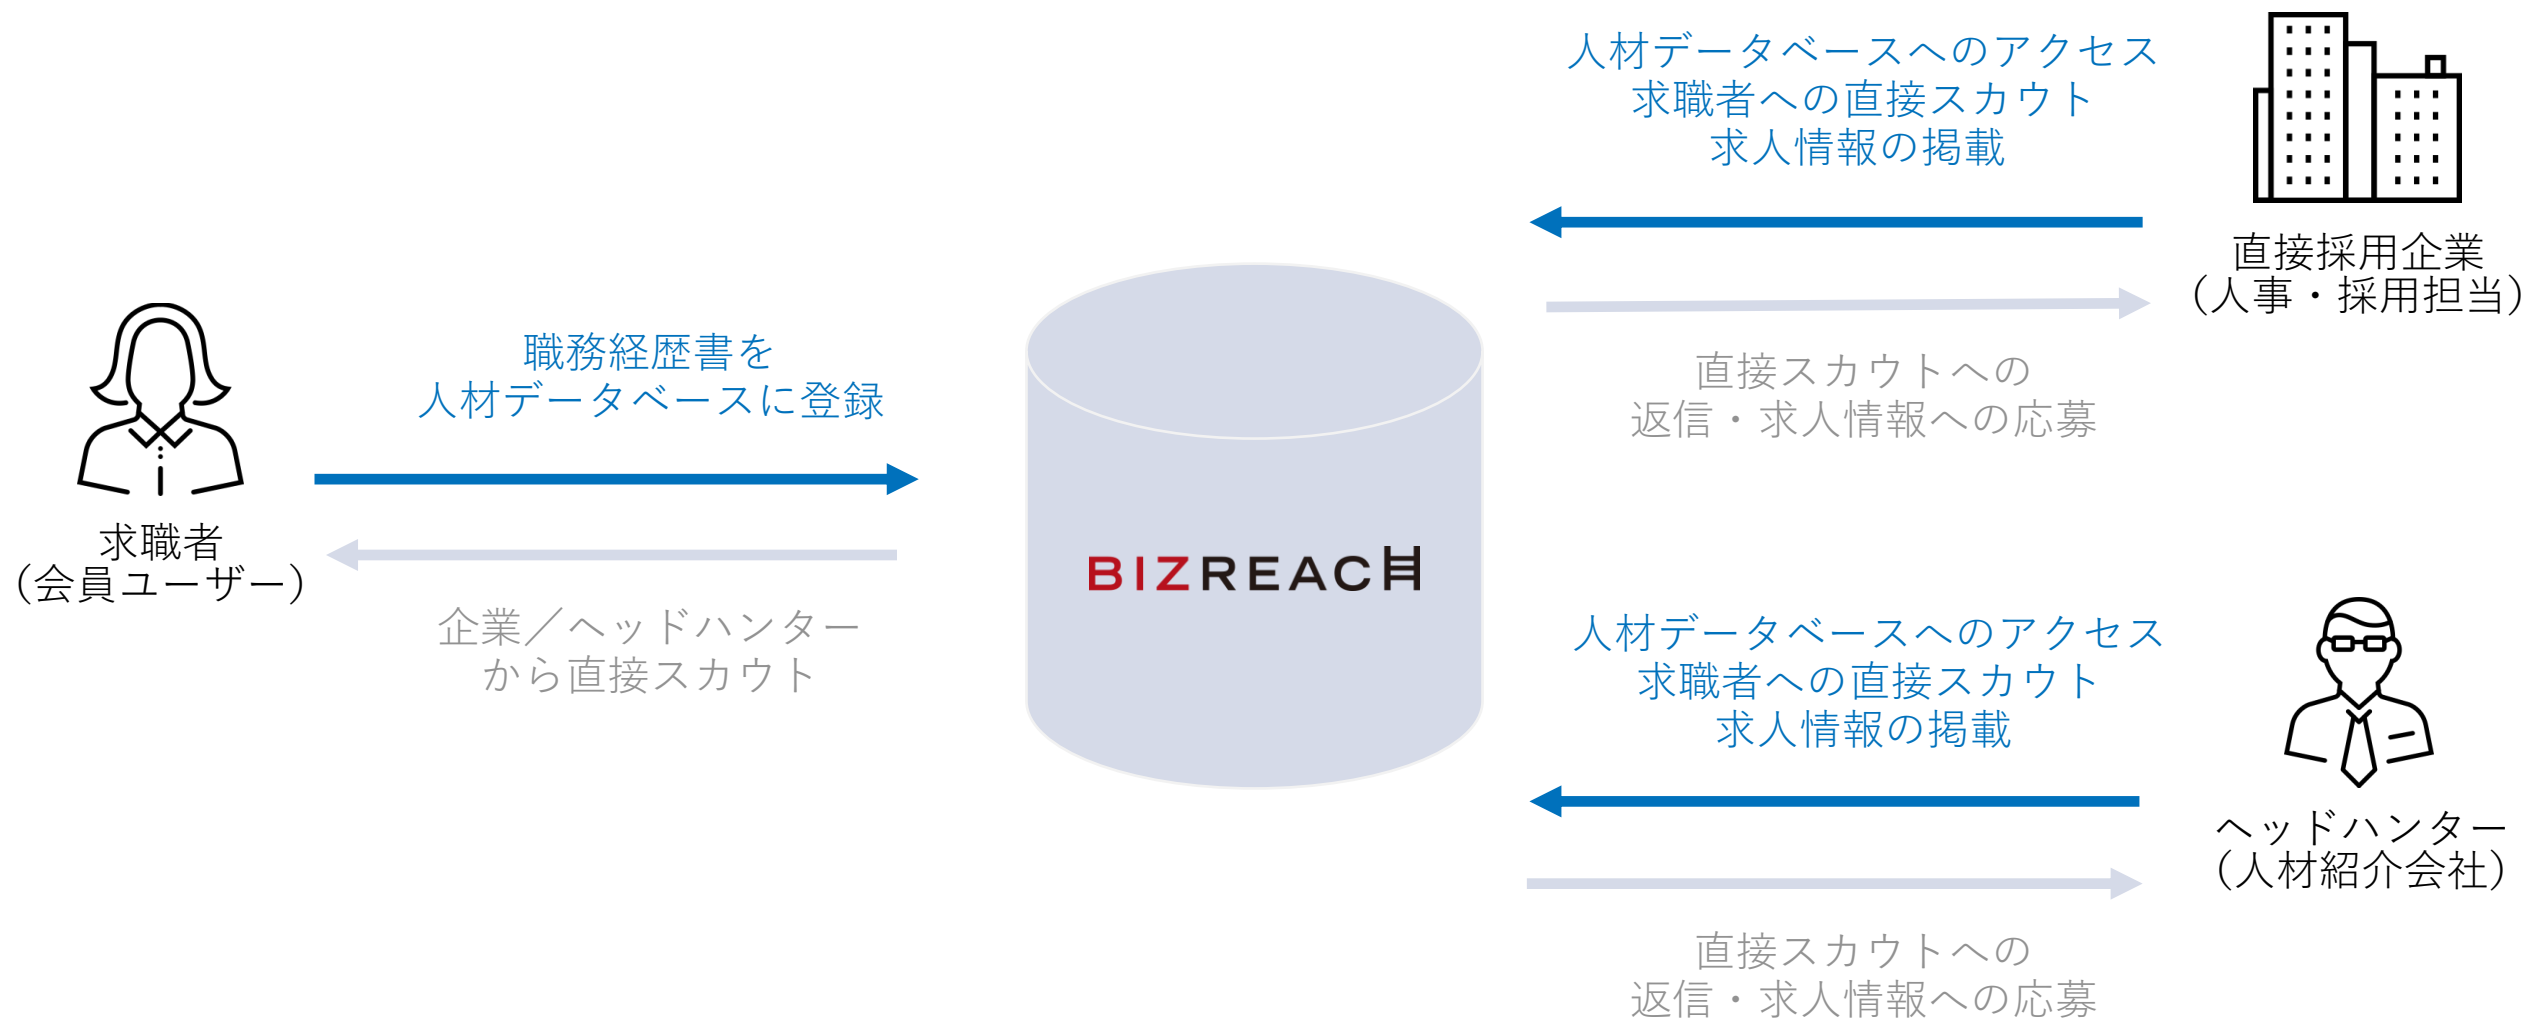 求職者
（会員ユーザー）
職務経歴書を
人材データベースに登録
企業／ヘッドハンター
から直接スカウト
BIZREACH
人材データベースへのアクセス
求職者への直接スカウト
求人情報の掲載
直接スカウトへの
返信・求人情報への応募
直接採用企業
（人事・採用担当）
人材データベースへのアクセス
求職者への直接スカウト
求人情報の掲載
直接スカウトへの
返信・求人情報への応募
ヘッドハンター
（人材紹介会社）